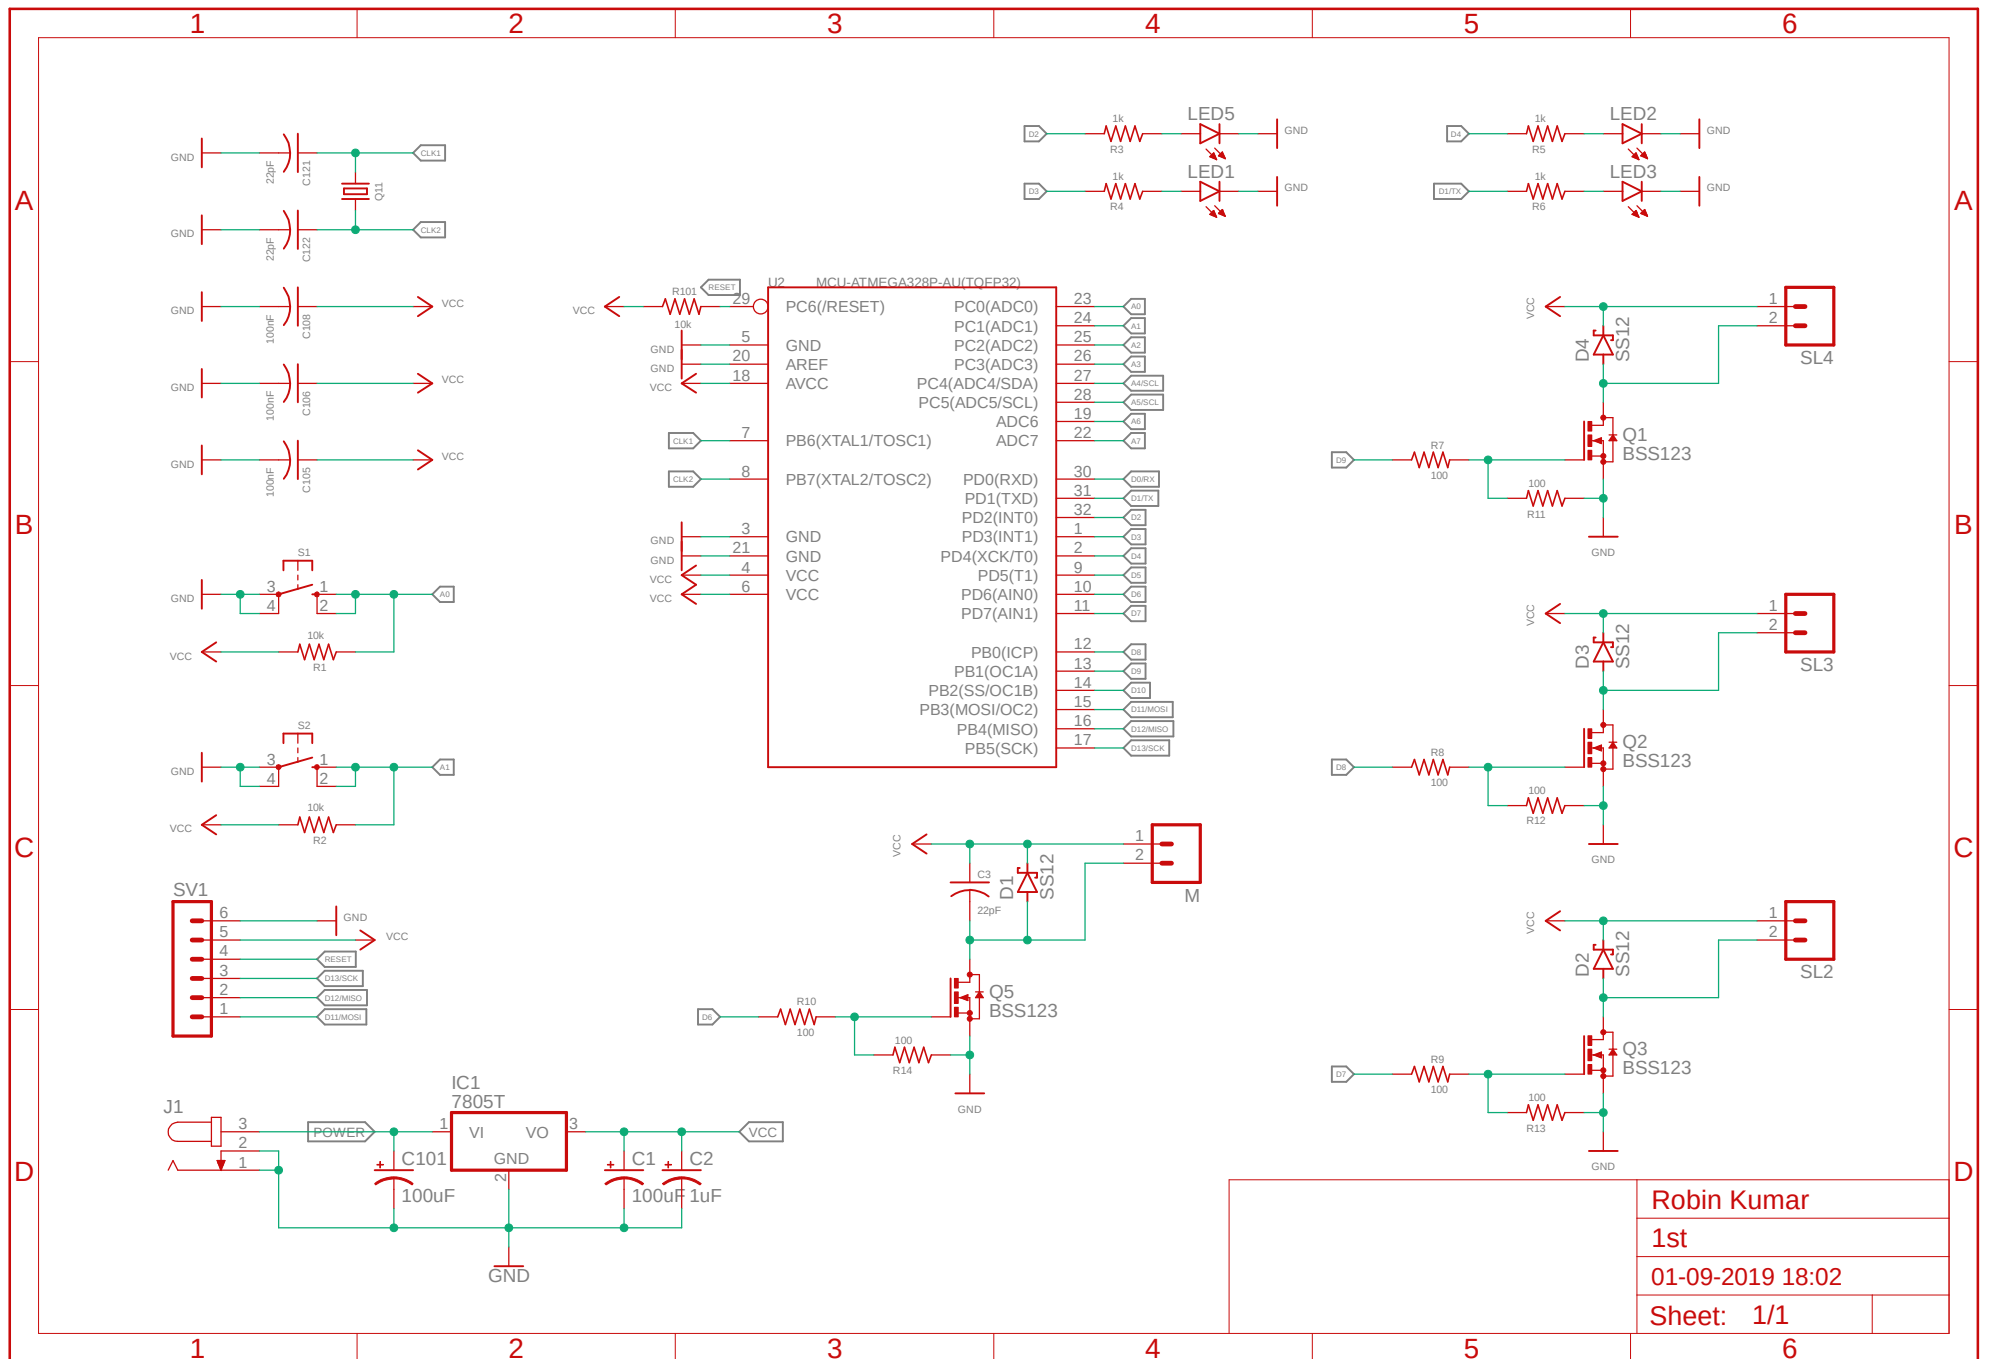 1 2 3 4 5 6
A
A
B
B
C
C
D
D
GND
22pF
C121
CLK1
Q11
GND
22pF
C122
CLK2
GND
100nF
C108
VCC
GND
100nF
C106
VCC
GND
100nF
C105
VCC
S1
GND
3 1
4 2
A0
10k
VCC
R1
S2
GND
3 1
4 2
A1
10k
VCC
R2
SV1
6 GND
5 VCC
4 RESET
3 D13/SCK
2 D12/MISO
1 D11/MOSI
J1
3
2
1
POWER
IC1
7805T
1 VI VO 3
GND
2
C101
100uF
C1
100uF
C2
1uF
VCC
GND
D2
1k
R3
LED5
GND
D3
1k
R4
LED1
GND
D4
1k
R5
LED2
GND
D1/TX
1k
R6
LED3
GND
U2 MCU-ATMEGA328P-AU(TQFP32)
RESET
VCC
R101
10k
29 PC6(/RESET)
GND 5 GND
GND 20 AREF
VCC 18 AVCC
CLK1 7 PB6(XTAL1/TOSC1)
CLK2 8 PB7(XTAL2/TOSC2)
GND 3 GND
GND 21 GND
VCC 4 VCC
VCC 6 VCC
PC0(ADC0) 23 A0
PC1(ADC1) 24 A1
PC2(ADC2) 25 A2
PC3(ADC3) 26 A3
PC4(ADC4/SDA) 27 A4/SCL
PC5(ADC5/SCL) 28 A5/SCL
ADC6 19 A6
ADC7 22 A7
PD0(RXD) 30 D0/RX
PD1(TXD) 31 D1/TX
PD2(INT0) 32 D2
PD3(INT1) 1 D3
PD4(XCK/T0) 2 D4
PD5(T1) 9 D5
PD6(AIN0) 10 D6
PD7(AIN1) 11 D7
PB0(ICP) 12 D8
PB1(OC1A) 13 D9
PB2(SS/OC1B) 14 D10
PB3(MOSI/OC2) 15 D11/MOSI
PB4(MISO) 16 D12/MISO
PB5(SCK) 17 D13/SCK
VCC
C3
22pF
D1
SS12
1
2
M
Q5
BSS123
D6
R10
100
100
R14
GND
VCC
D4
SS12
1
2
SL4
Q1
BSS123
D9
R7
100
100
R11
GND
VCC
D3
SS12
1
2
SL3
Q2
BSS123
D8
R8
100
100
R12
GND
VCC
D2
SS12
1
2
SL2
Q3
BSS123
D7
R9
100
100
R13
GND
Robin Kumar
1st
01-09-2019 18:02
Sheet: 1/1
1 2 3 4 5 6